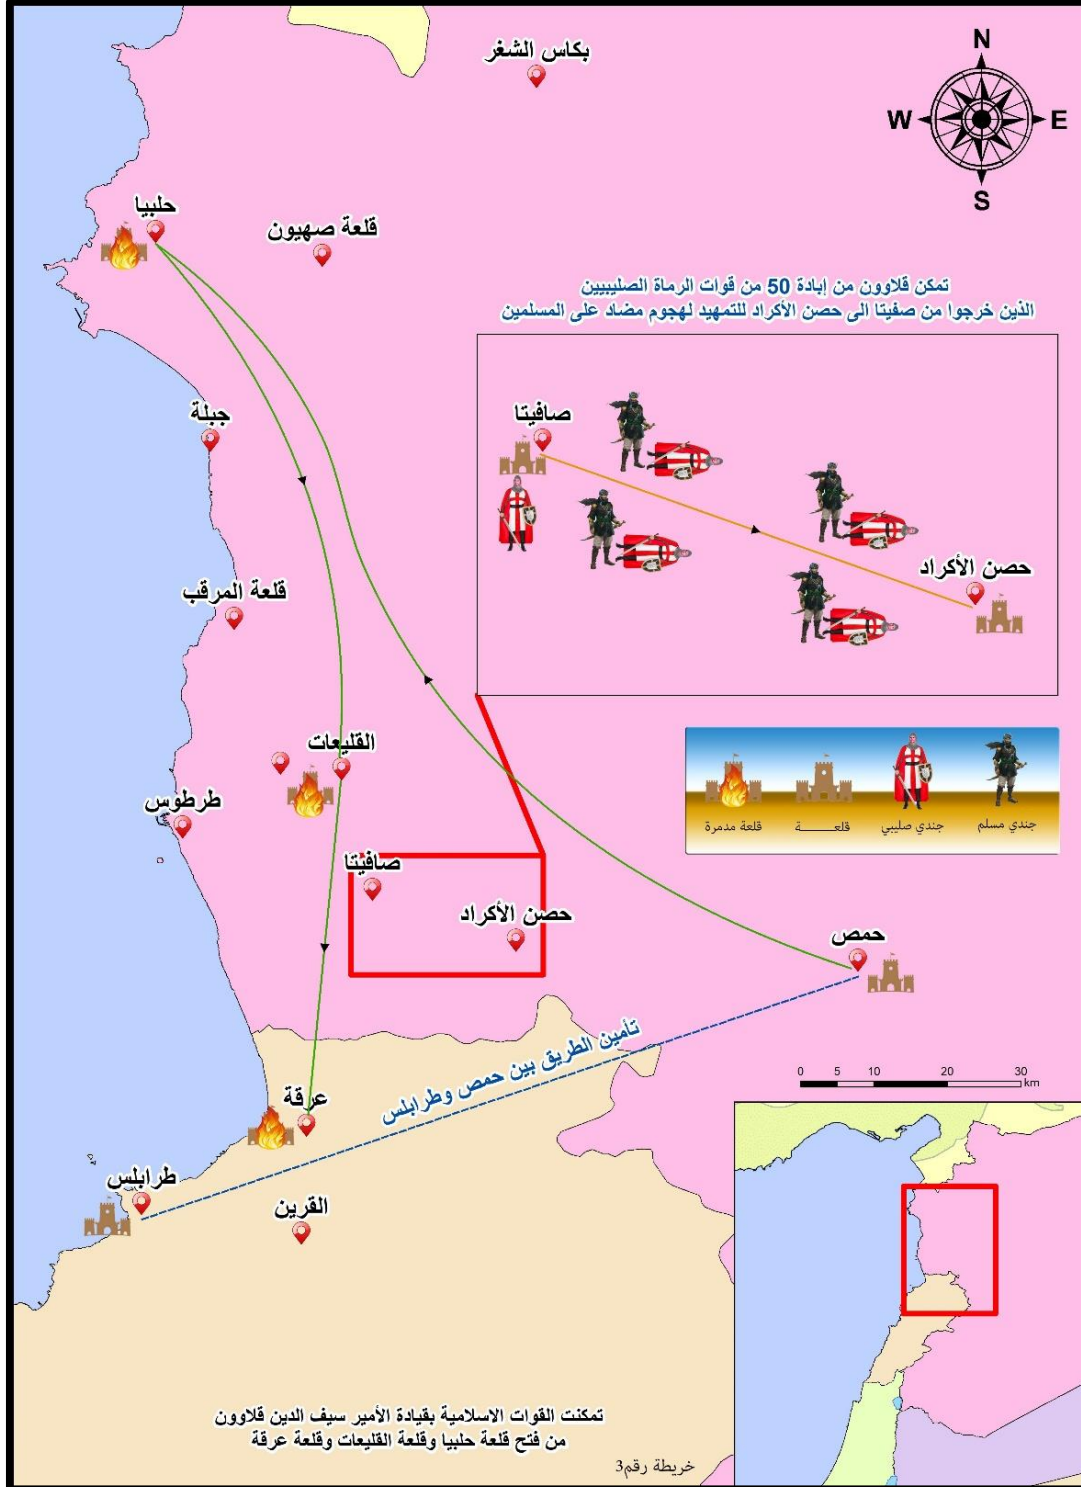 بكاس الشغر
N
W
E
S
حلبيا
قلعة صهيون
تمكن قلاوون من إبادة 50 من قوات الرماة الصليبيين
الذين خرجوا من صفيتا الى حصن الأكراد للتمهيد لهجوم مضاد على المسلمين
جبلة
صافيتا
حصن الأكراد
قلعة المرقب
القليعات
طرطوس
جندي مسلم
جندي صليبي
قلعـــــــة
قلعة مدمرة
صافيتا
حصن الأكراد
حمص
تأمين الطريق بين حمص وطرابلس
0 5 10 20 30
km
عرقة
طرابلس
القرين
تمكنت القوات الاسلامية بقيادة الأمير سيف الدين قلاوون
من فتح قلعة حلبيا وقلعة القليعات وقلعة عرقة
خريطة رقم3